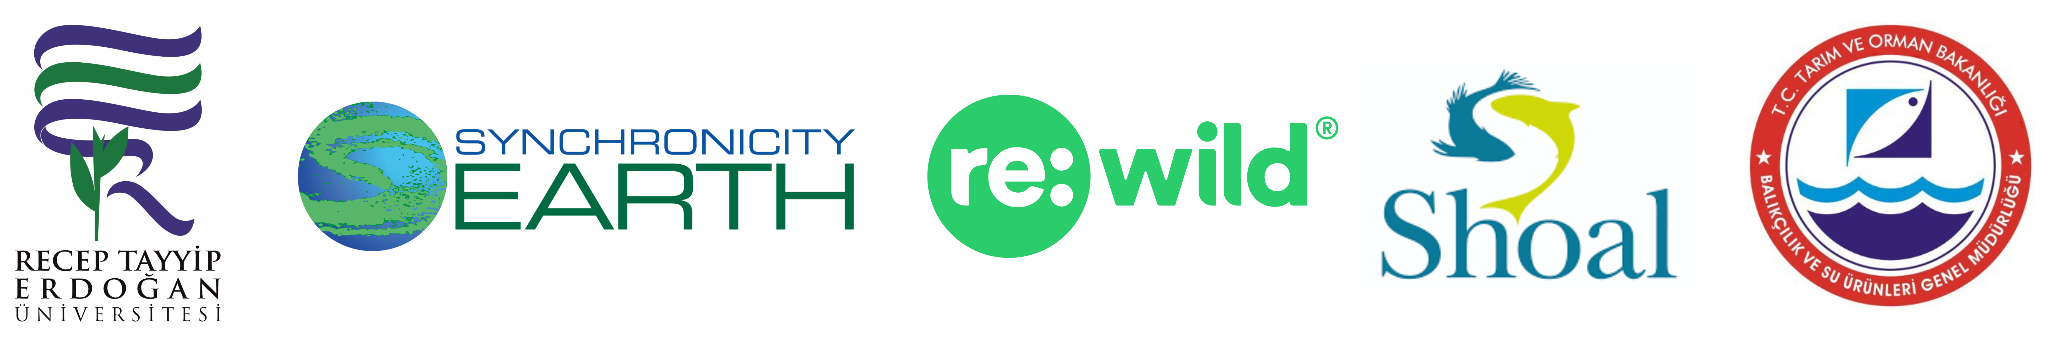 RECEP TAYYİP
ERDOĞAN
ÜNİVERSİTESİ
SYNCHRONICITY
EARTH
re:wild®
Shoal
T.C. TARIM VE ORMAN BAKANLIĞI
★ BALIKÇILIK VE SU ÜRÜNLERİ GENEL MÜDÜRLÜĞÜ ★